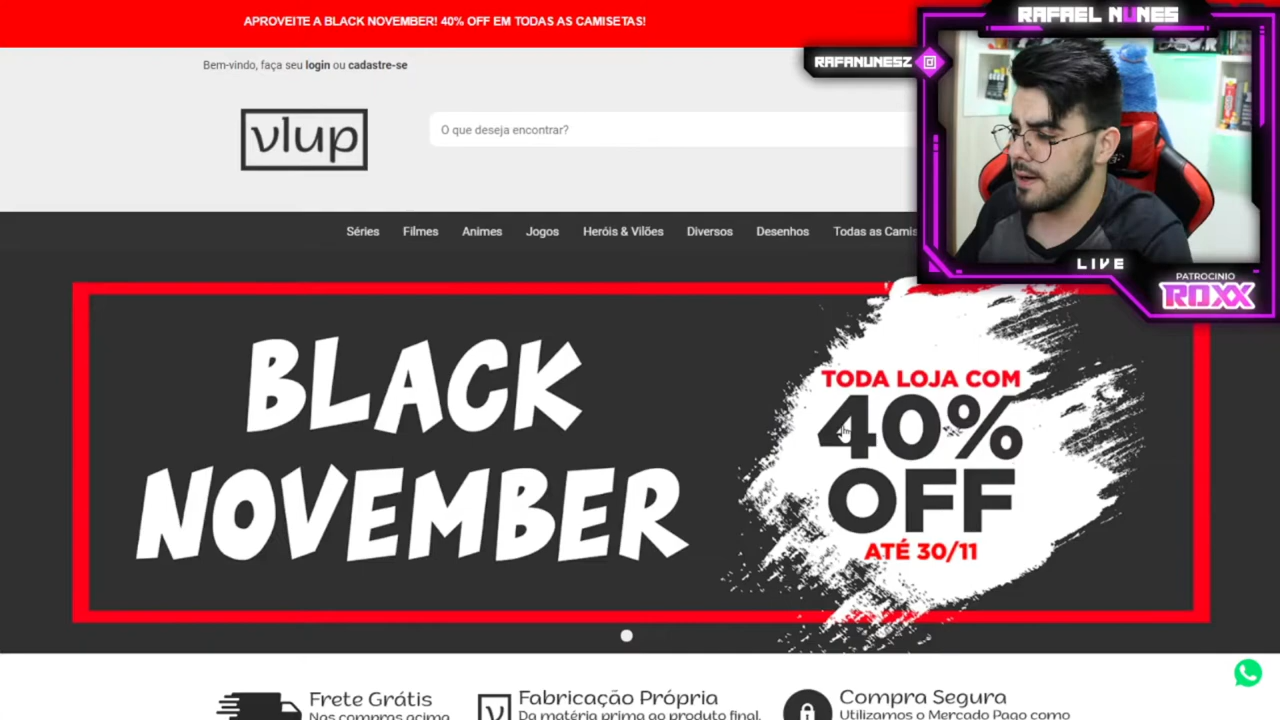 APROVEITE A BLACK NOVEMBER! 40% OFF EM TODAS AS CAMISETAS!
RAFAEL NUNES
Bem-vindo, faça seu login ou cadastre-se
RAFANUNESZ
vlup
O que deseja encontrar?
Séries Filmes Animes Jogos Heróis & Vilões Diversos Desenhos Todas as Camis
LIVE
PATROCINIO
ROXX
BLACK
NOVEMBER
TODA LOJA COM
40%
OFF
ATÉ 30/11
Frete Grátis
Nas compras acima
Fabricação Própria
Da matéria prima ao produto final.
Compra Segura
Utilizamos o Mercado Pago como